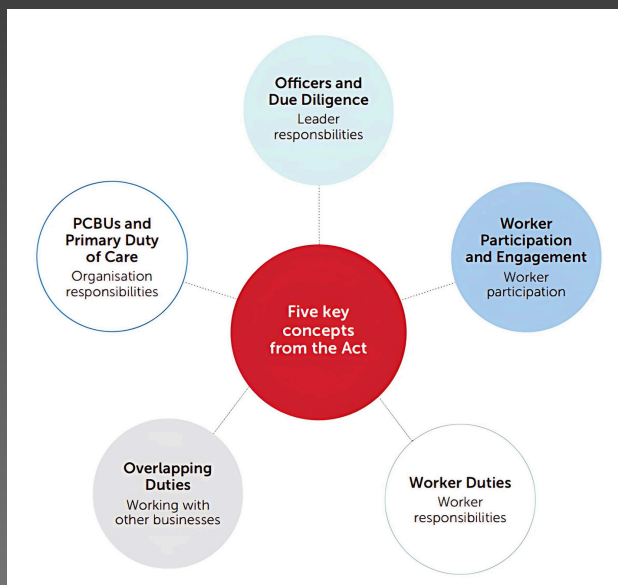 Officers and
Due Diligence
Leader
responsbilities
PCBUs and
Primary Duty
of Care
Organisation
responsibilities
Worker
Participation
and Engagement
Worker
participation
Five key
concepts
from the Act
Overlapping
Duties
Working with
other businesses
Worker Duties
Worker
responsibilities